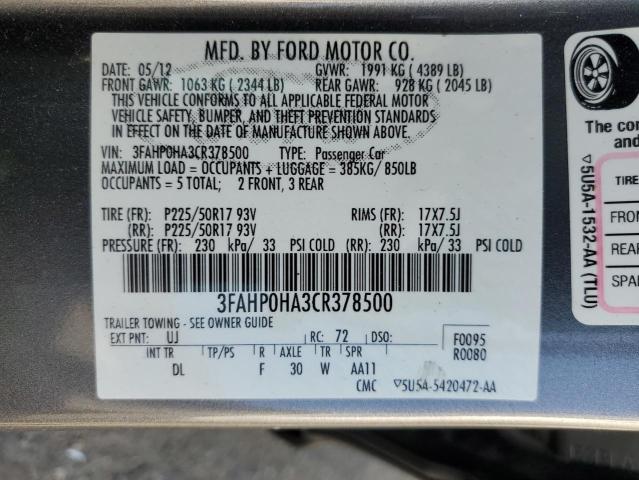 MFD. BY FORD MOTOR CO.
DATE: 05/12 GVWR: 1991 KG ( 4389 LB)
FRONT GAWR: 1063 KG ( 2344 LB) REAR GAWR: 928 KG ( 2045 LB)
THIS VEHICLE CONFORMS TO ALL APPLICABLE FEDERAL MOTOR
VEHICLE SAFETY, BUMPER, AND THEFT PREVENTION STANDARDS
IN EFFECT ON THE DATE OF MANUFACTURE SHOWN ABOVE.
VIN: 3FAHP0HA3CR378500 TYPE: Passenger Car
MAXIMUM LOAD = OCCUPANTS + LUGGAGE = 385KG/ 850LB
OCCUPANTS = 5 TOTAL; 2 FRONT, 3 REAR
TIRE (FR): P225/50R17 93V RIMS (FR): 17X7.5J
(RR): P225/50R17 93V (RR): 17X7.5J
PRESSURE (FR): 230 kPa/ 33 PSI COLD (RR): 230 kPa/ 33 PSI COLD
3FAHP0HA3CR378500
TRAILER TOWING - SEE OWNER GUIDE
EXT PNT: UJ RC: 72 DSO: F0095
R0080
INT TR TP/PS R AXLE TR SPR
DL F 30 W AA11
CMC ▽5U5A-5420472-AA
▽5U5A-1532-AA (TLU)
The co
and
TIRE
FRON
REAR
SPAR